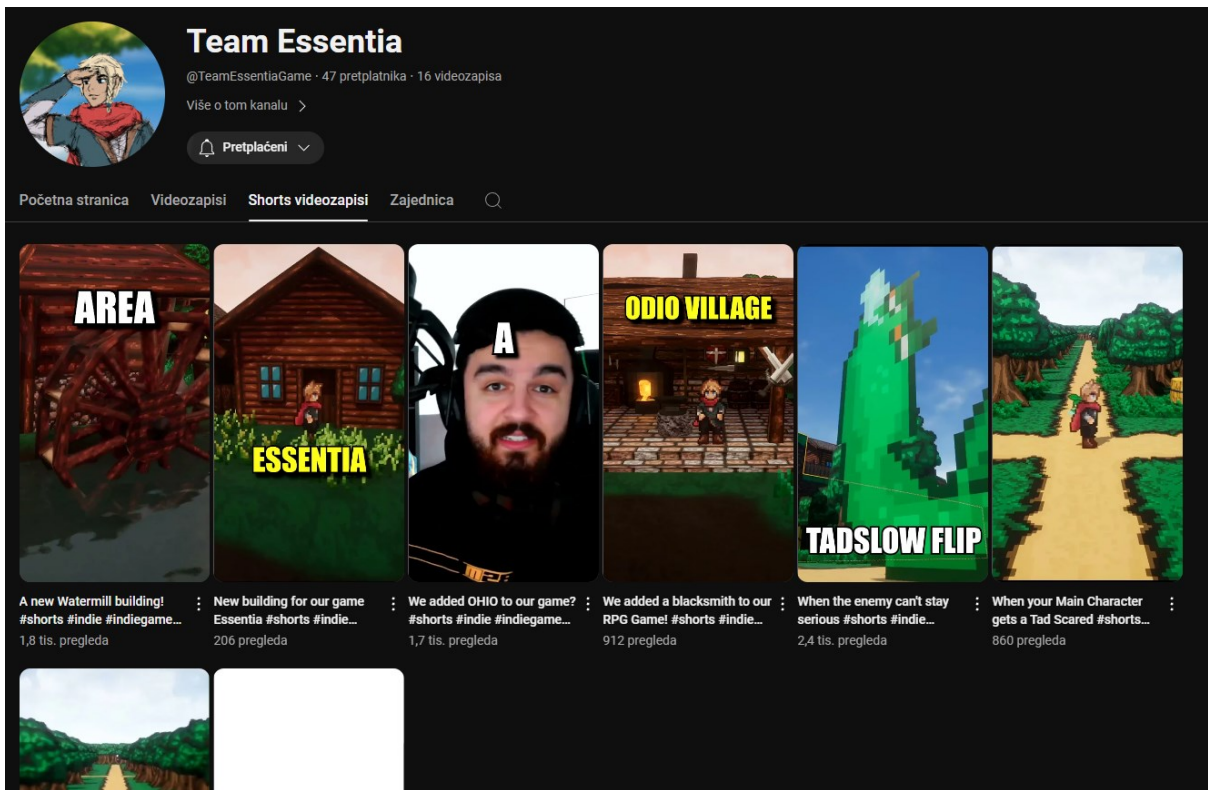 Team Essentia
@TeamEssentiaGame · 47 pretplatnika · 16 videozapisa
Više o tom kanalu
Pretplaćeni
Početna stranica
Videozapisi
Shorts videozapisi
Zajednica
AREA
ESSENTIA
A
ODIO VILLAGE
TADSLOW FLIP
A new Watermill building!
#shorts #indie #indiegame...
1,8 tis. pregleda
New building for our game
Essentia #shorts #indie...
206 pregleda
We added OHIO to our game?
#shorts #indie #indiegame...
1,7 tis. pregleda
We added a blacksmith to our
RPG Game! #shorts #indie...
912 pregleda
When the enemy can't stay
serious #shorts #indie...
2,4 tis. pregleda
When your Main Character
gets a Tad Scared #shorts...
860 pregleda